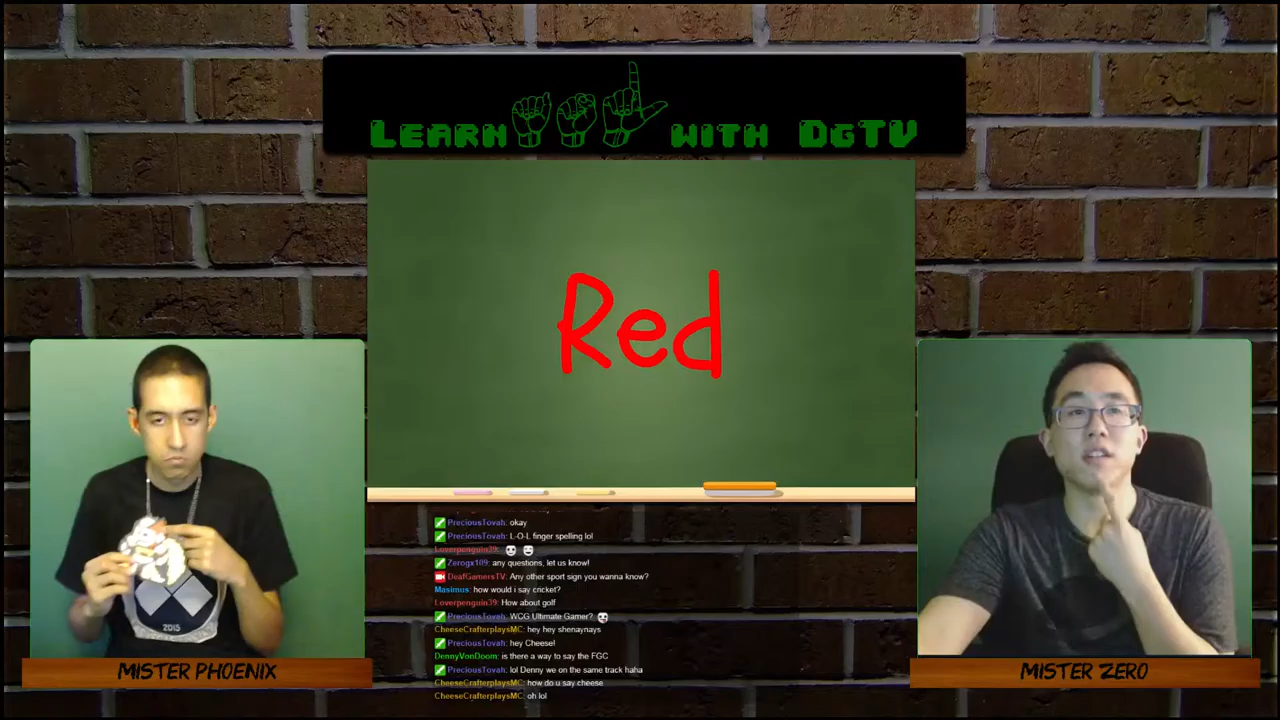 LEARN ASL WITH DGTV
Red
2015
MISTER PHOENIX
MISTER ZERO
PreciousTovah: okay
PreciousTovah: L-O-L finger spelling lol
Loverpenguin39:
Zerogx109: any questions, let us know!
DeafGamersTV: Any other sport sign you wanna know?
Masimus: how would i say cricket?
Loverpenguin39: How about golf
PreciousTovah: WCG Ultimate Gamer?
CheeseCrafterplaysMC: hey hey shenaynays
PreciousTovah: hey Cheese!
DennyVonDoom: is there a way to say the FGC
PreciousTovah: lol Denny we on the same track haha
CheeseCrafterplaysMC: how do u say cheese
CheeseCrafterplaysMC: oh lol